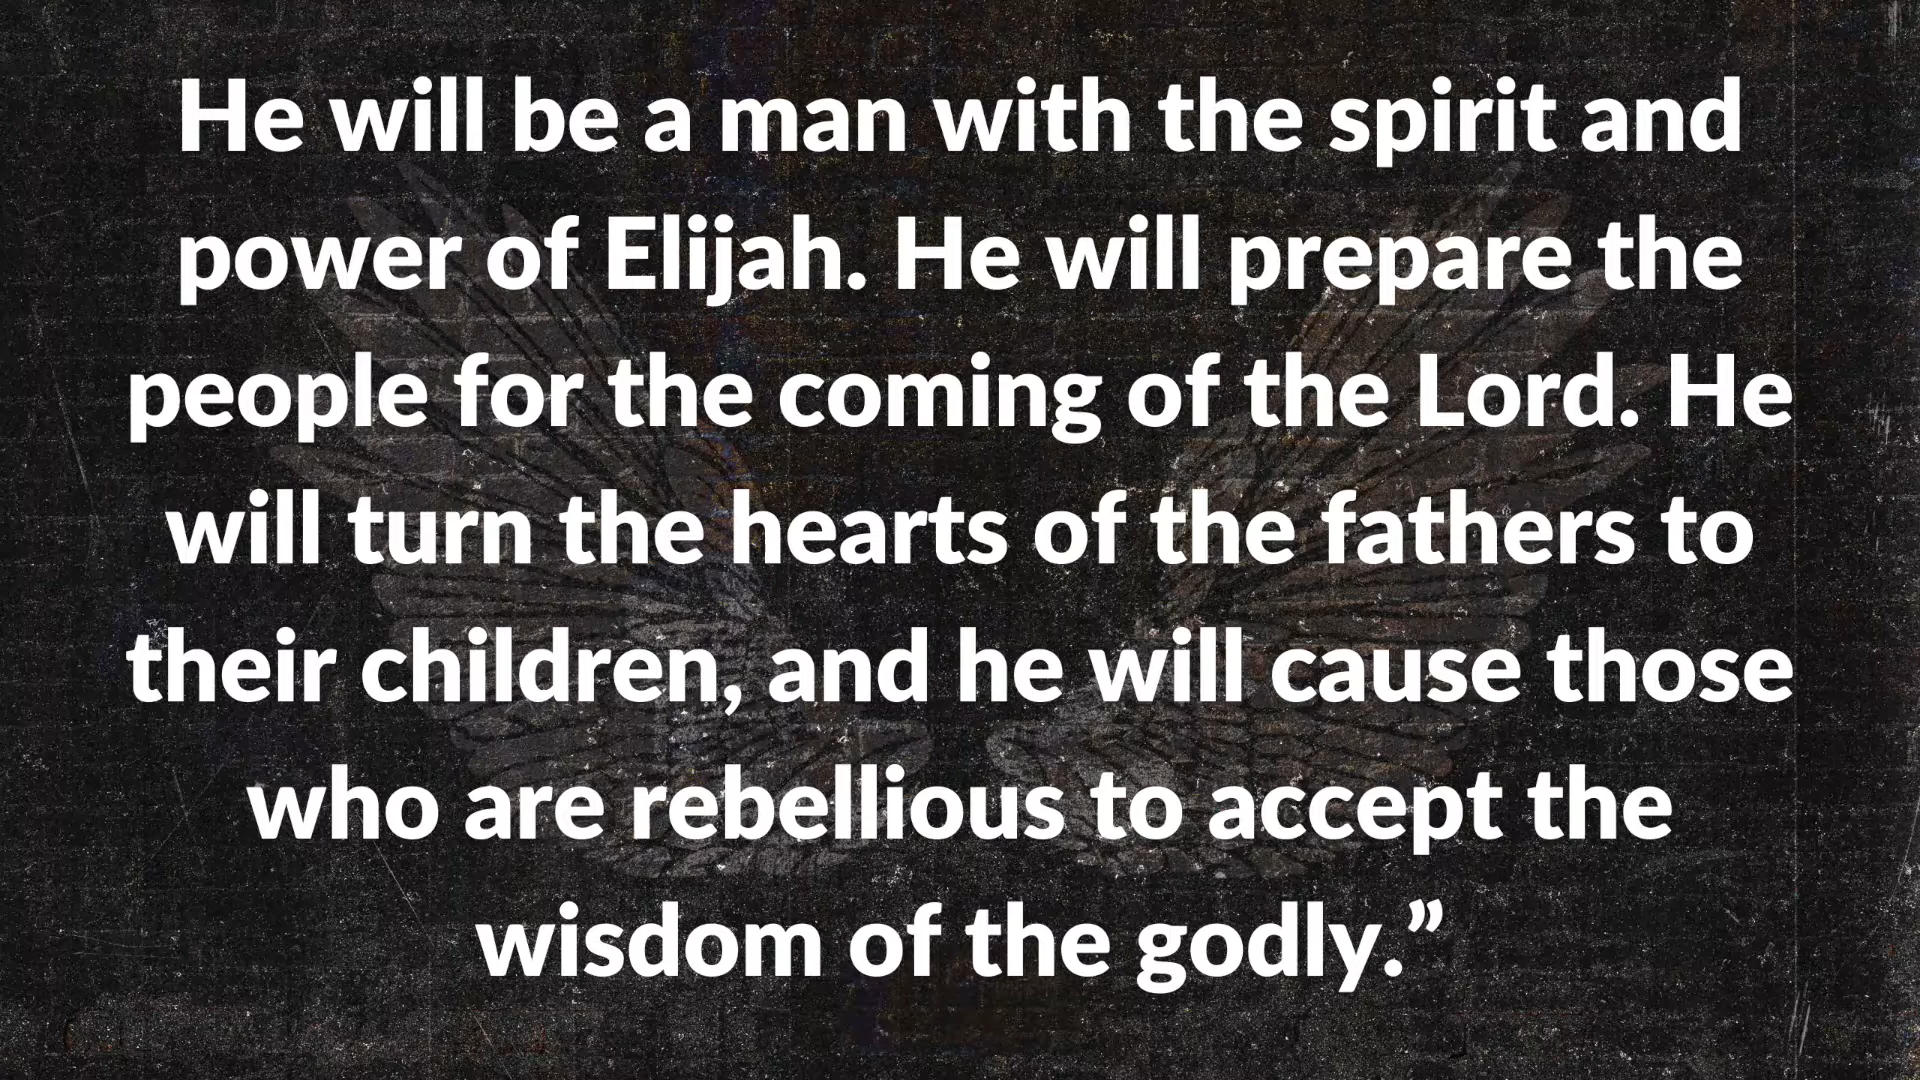 He will be a man with the spirit and
power of Elijah. He will prepare the
people for the coming of the Lord. He
will turn the hearts of the fathers to
their children, and he will cause those
who are rebellious to accept the
wisdom of the godly.”